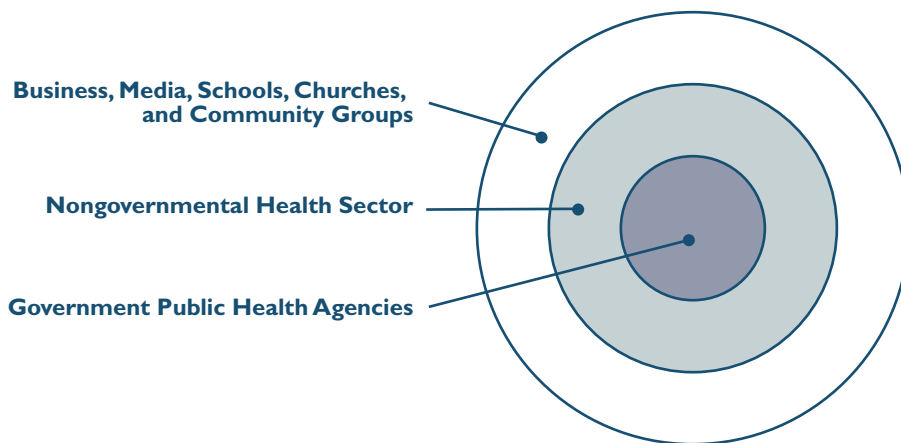 Business, Media, Schools, Churches,
and Community Groups
Nongovernmental Health Sector
Government Public Health Agencies